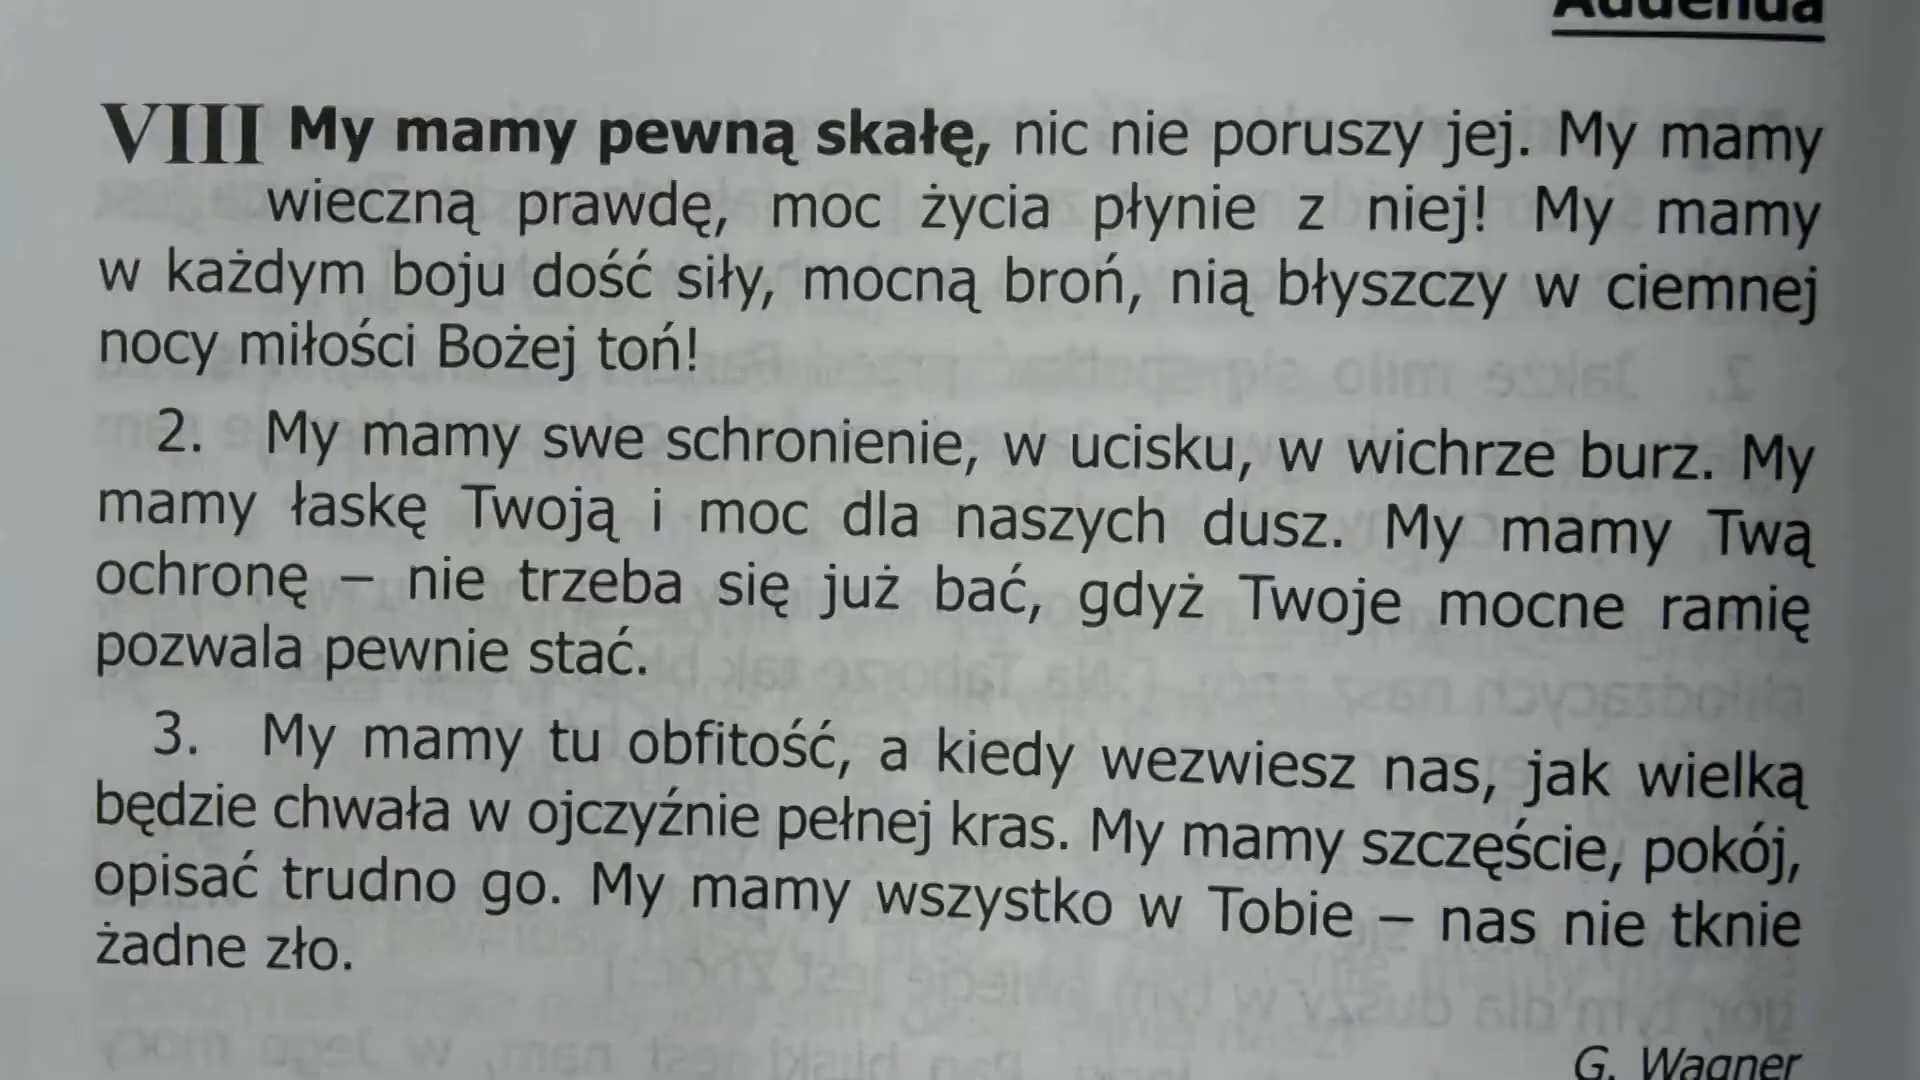 Addenda
VIII My mamy pewną skałę, nic nie poruszy jej. My mamy
wieczną prawdę, moc życia płynie z niej! My mamy
w każdym boju dość siły, mocną broń, nią błyszczy w ciemnej
nocy miłości Bożej toń!
2. My mamy swe schronienie, w ucisku, w wichrze burz. My
mamy łaskę Twoją i moc dla naszych dusz. My mamy Twą
ochronę – nie trzeba się już bać, gdyż Twoje mocne ramię
pozwala pewnie stać.
3. My mamy tu obfitość, a kiedy wezwiesz nas, jak wielką
będzie chwała w ojczyźnie pełnej kras. My mamy szczęście, pokój,
opisać trudno go. My mamy wszystko w Tobie – nas nie tknie
żadne zło.
G. Wagner